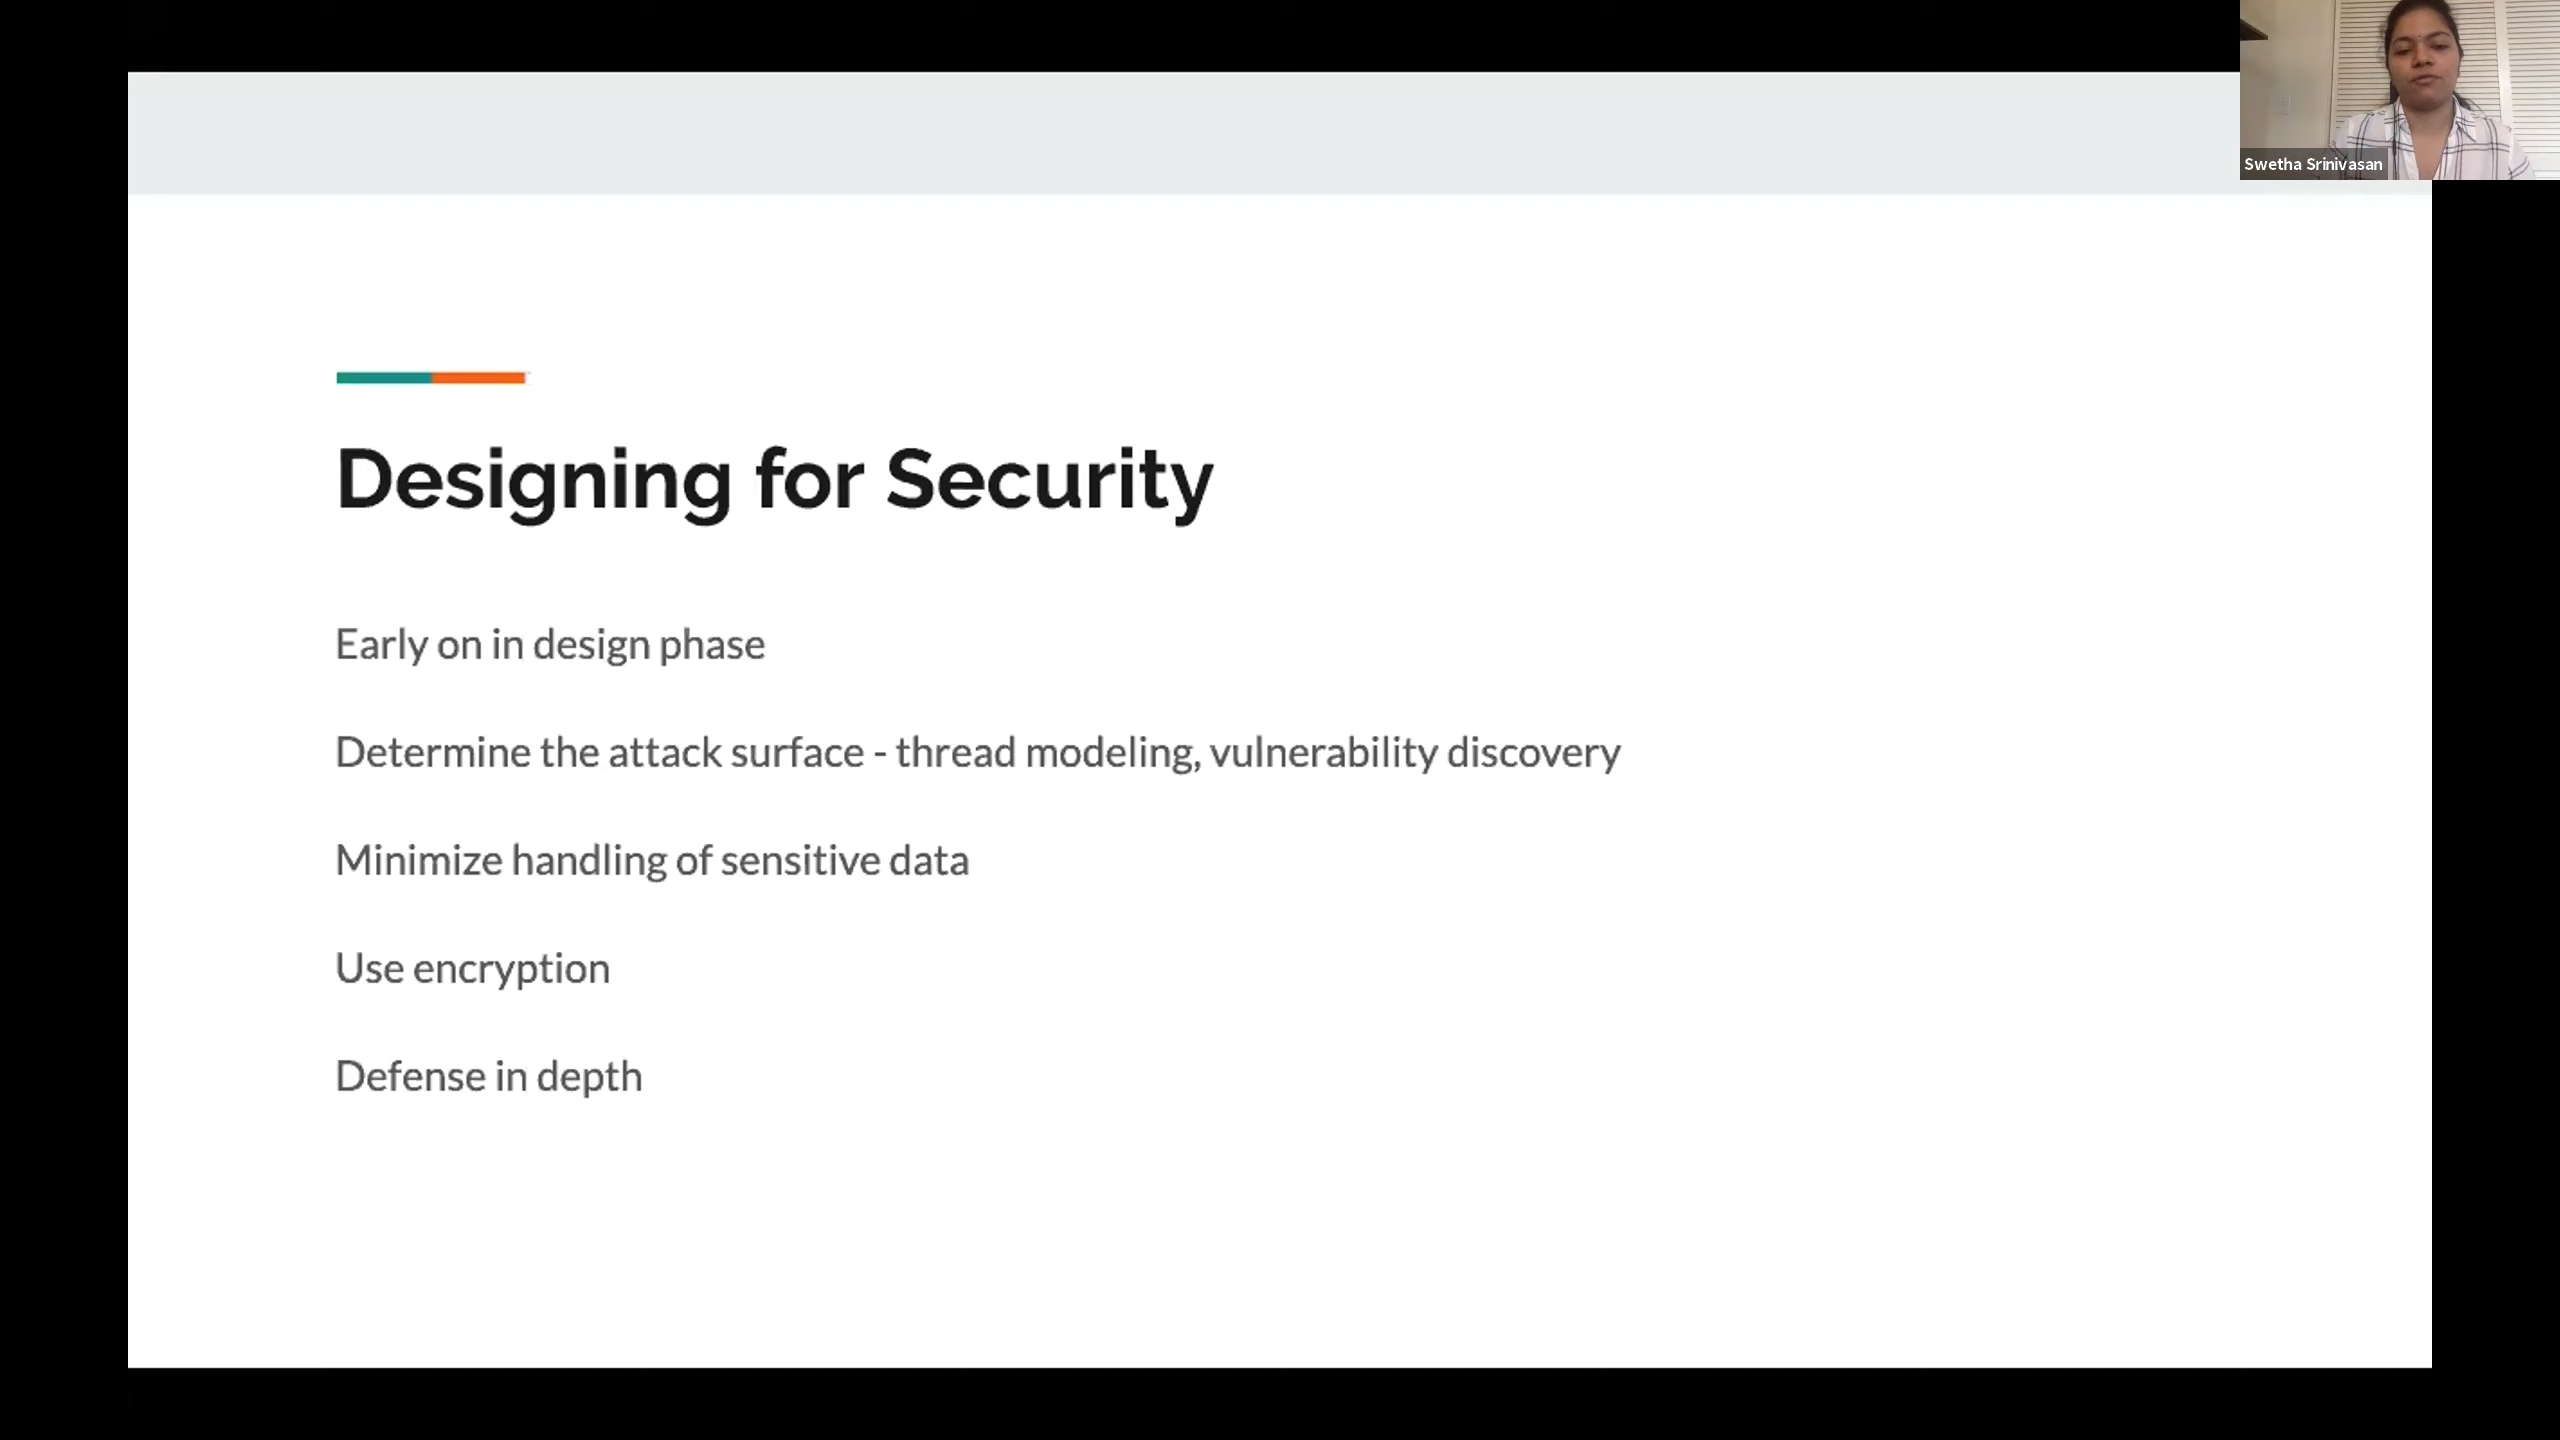 Swetha Srinivasan
Designing for Security
Early on in design phase
Determine the attack surface - thread modeling, vulnerability discovery
Minimize handling of sensitive data
Use encryption
Defense in depth